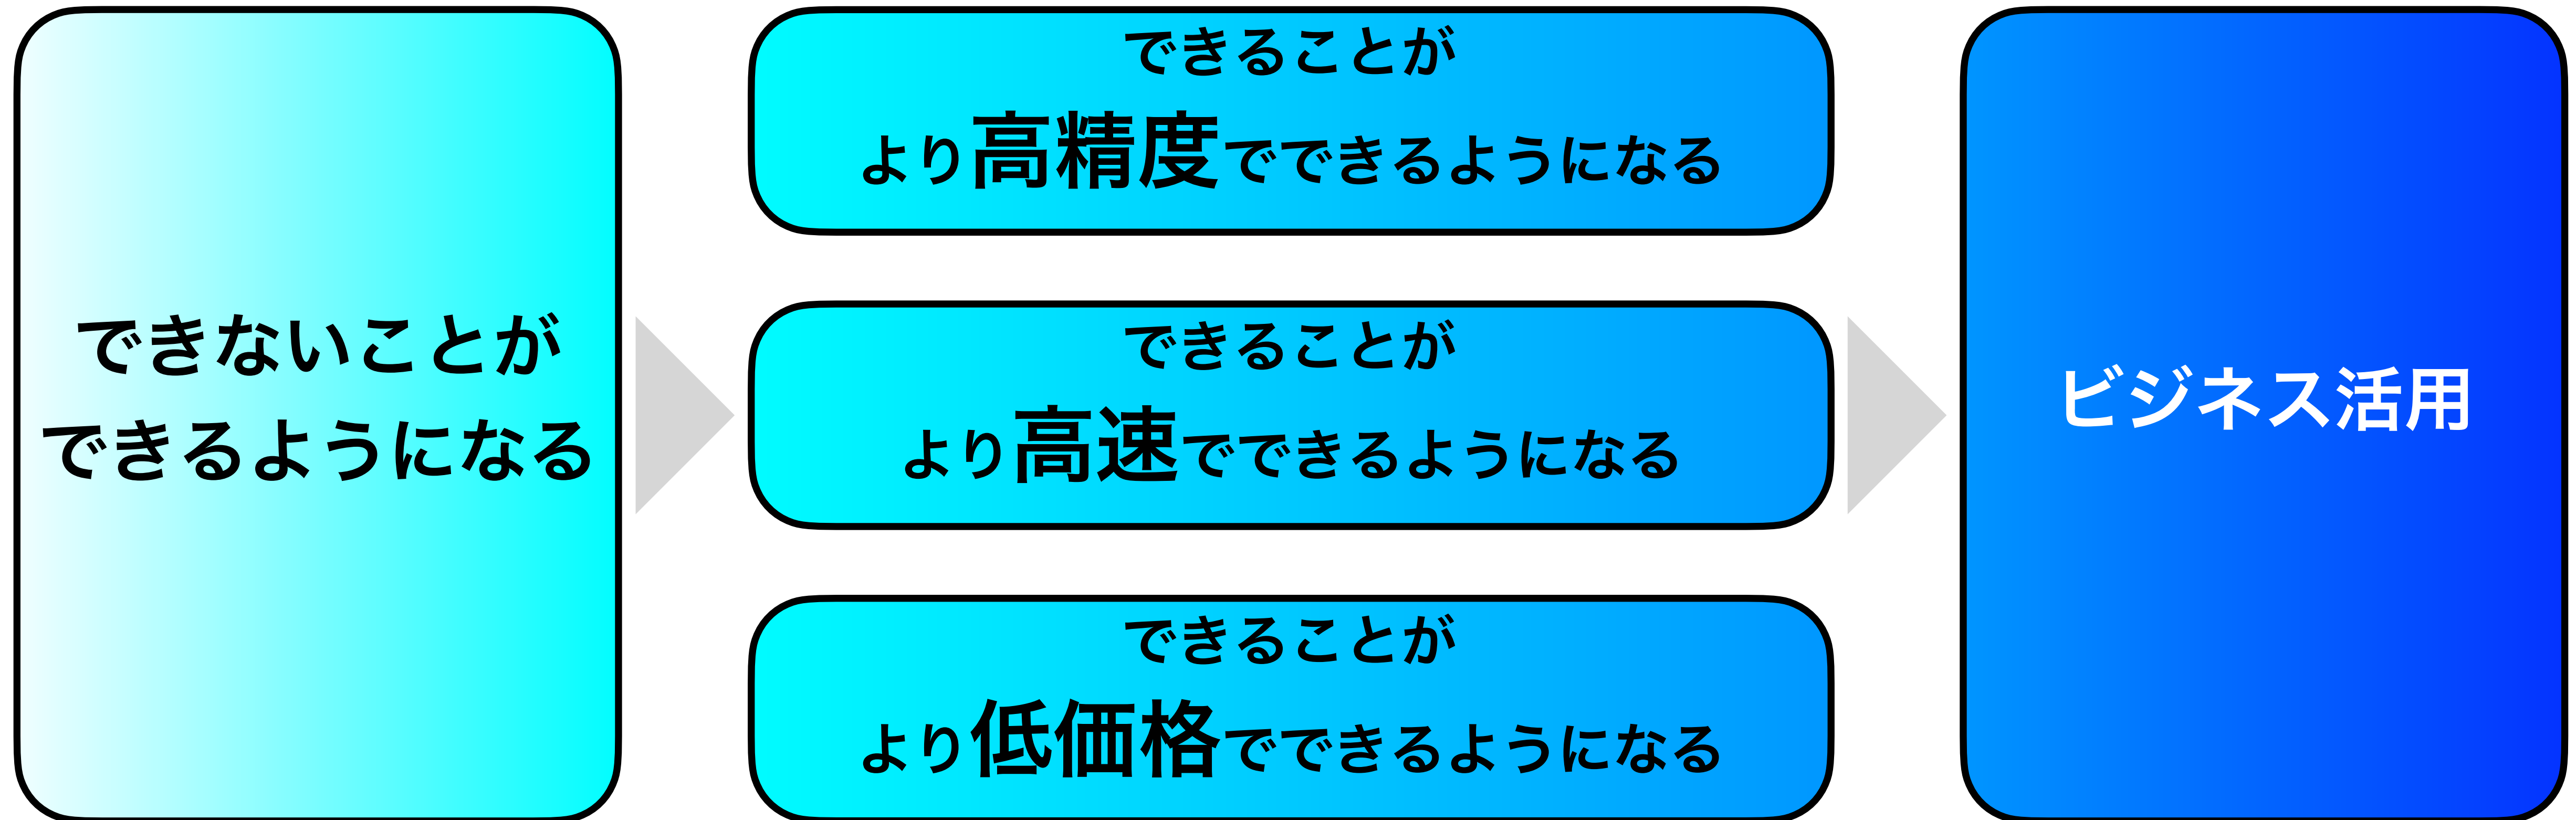 できないことが
できるようになる
できることが
より高精度でできるようになる
できることが
より高速でできるようになる
できることが
より低価格でできるようになる
ビジネス活用